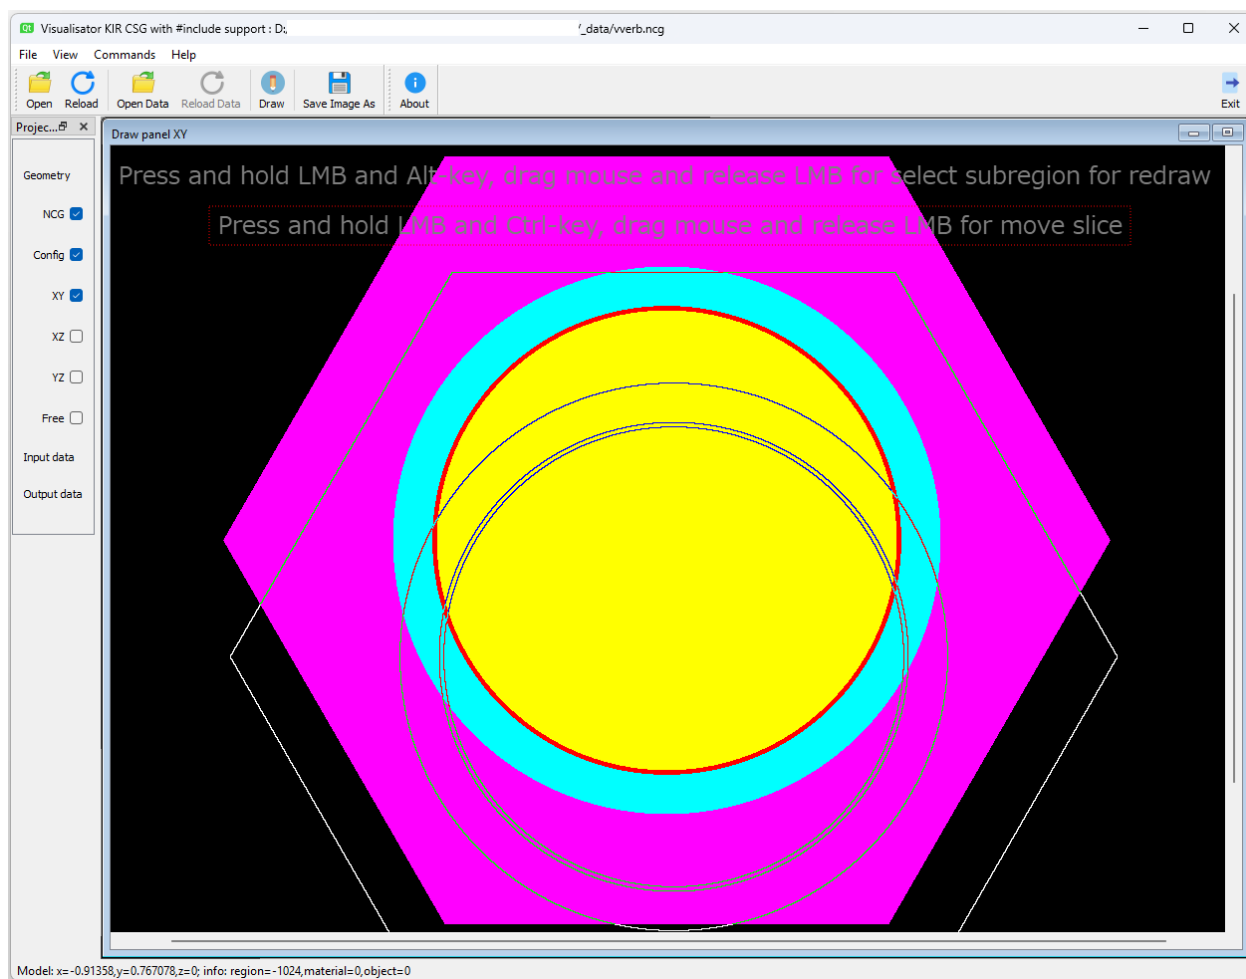 Visualisator KIR CSG with #include support : D:/ /_data/vverb.ncg
File View Commands Help
Open Reload Open Data Reload Data Draw Save Image As About Exit
Projec...
Draw panel XY
Geometry
NCG
Config
XY
XZ
YZ
Free
Input data
Output data
Press and hold LMB and Alt-key, drag mouse and release LMB for select subregion for redraw
Press and hold LMB and Ctrl-key, drag mouse and release LMB for move slice
Model: x=-0.91358,y=0.767078,z=0; info: region=-1024,material=0,object=0